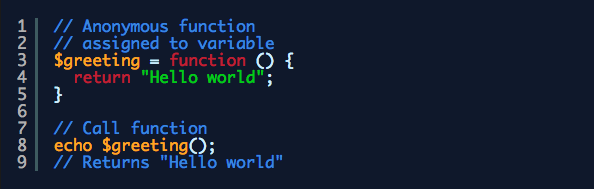 1 // Anonymous function
2 // assigned to variable
3 $greeting = function () {
4   return "Hello world";
5 }
6
7 // Call function
8 echo $greeting();
9 // Returns "Hello world"